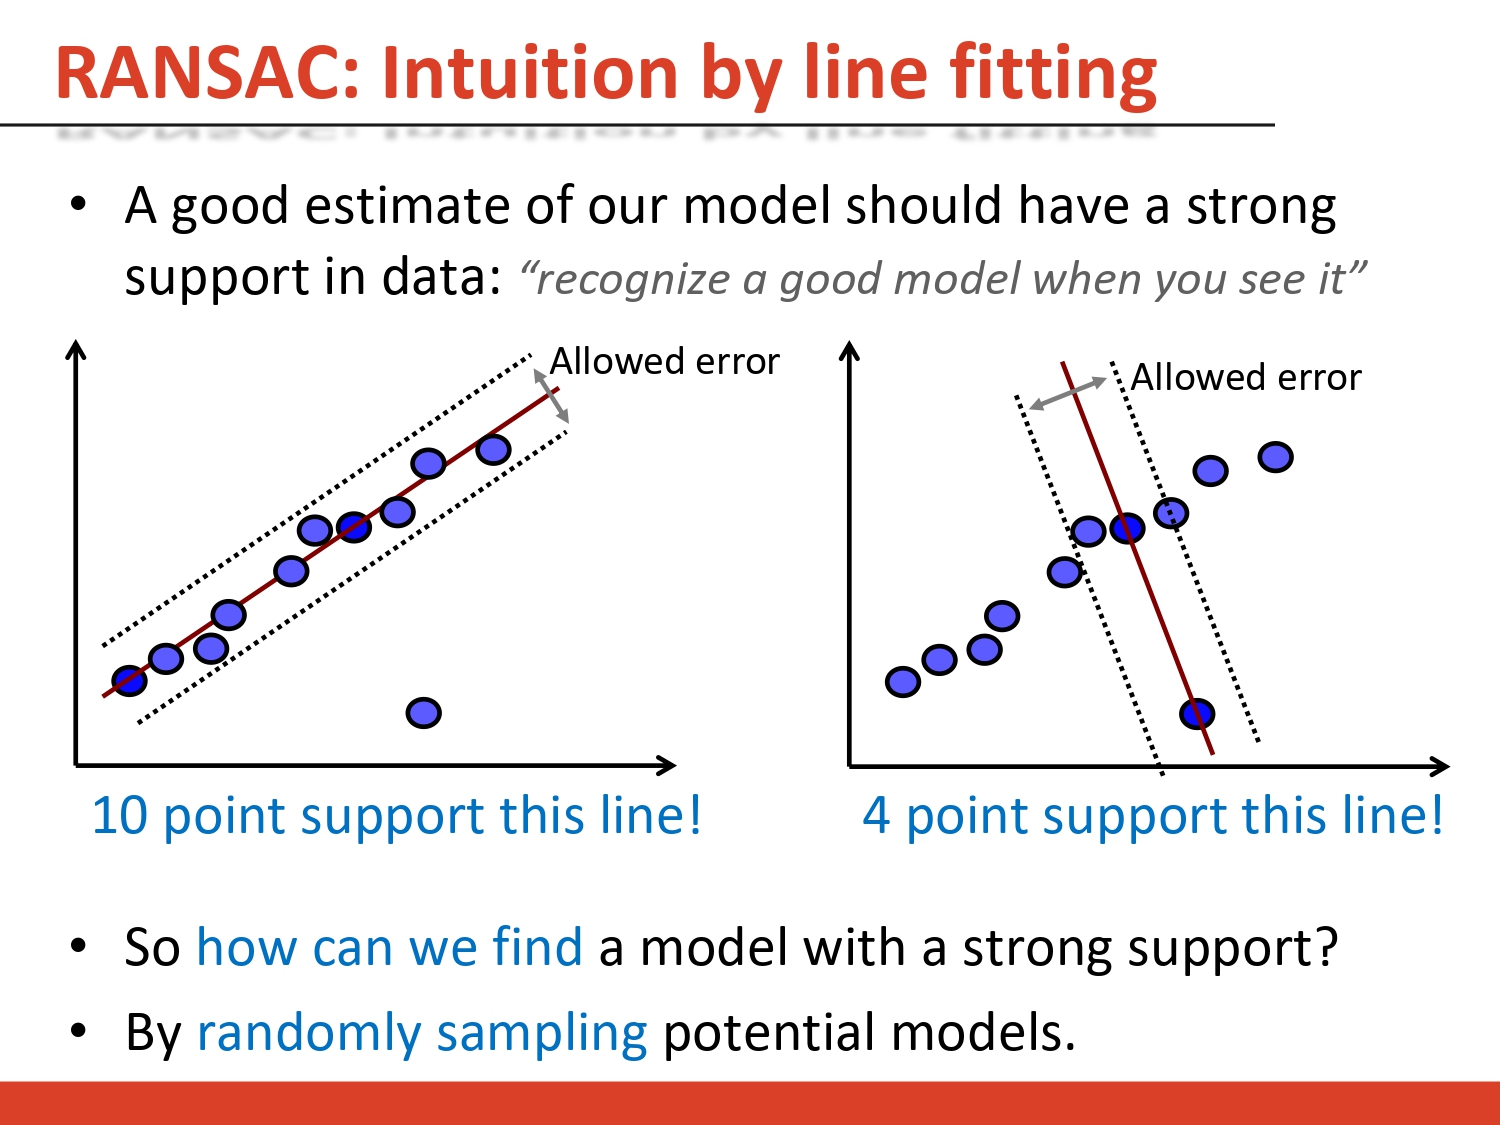 RANSAC: Intuition by line fitting
• A good estimate of our model should have a strong
support in data: “recognize a good model when you see it”
Allowed error
Allowed error
10 point support this line!
4 point support this line!
• So how can we find a model with a strong support?
• By randomly sampling potential models.